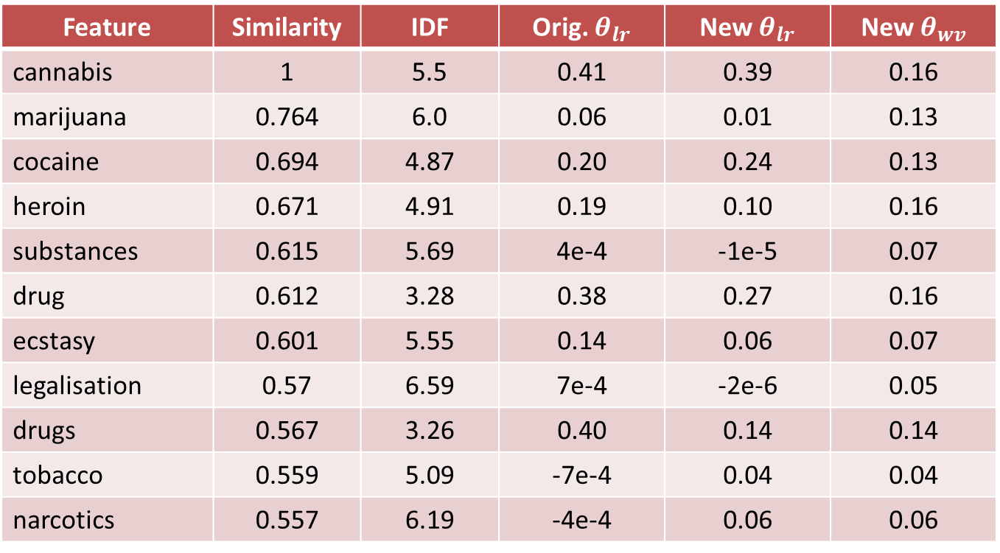 Feature Similarity IDF Orig. θlr New θlr New θwv
cannabis 1 5.5 0.41 0.39 0.16
marijuana 0.764 6.0 0.06 0.01 0.13
cocaine 0.694 4.87 0.20 0.24 0.13
heroin 0.671 4.91 0.19 0.10 0.16
substances 0.615 5.69 4e-4 -1e-5 0.07
drug 0.612 3.28 0.38 0.27 0.16
ecstasy 0.601 5.55 0.14 0.06 0.07
legalisation 0.57 6.59 7e-4 -2e-6 0.05
drugs 0.567 3.26 0.40 0.14 0.14
tobacco 0.559 5.09 -7e-4 0.04 0.04
narcotics 0.557 6.19 -4e-4 0.06 0.06